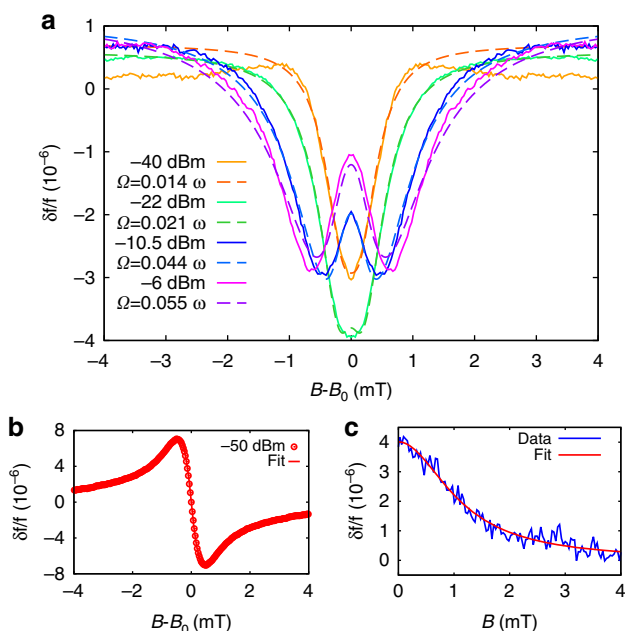 a
1
0
−1
−2
−3
−4
δf/f (10⁻⁶)
−40 dBm
Ω=0.014 ω
−22 dBm
Ω=0.021 ω
−10.5 dBm
Ω=0.044 ω
−6 dBm
Ω=0.055 ω
−4 −3 −2 −1 0 1 2 3 4
B-B₀ (mT)
b
8
4
0
−4
−8
δf/f (10⁻⁶)
−50 dBm
Fit
−4 −2 0 2 4
B-B₀ (mT)
c
4
3
2
1
0
δf/f (10⁻⁶)
Data
Fit
0 1 2 3 4
B (mT)